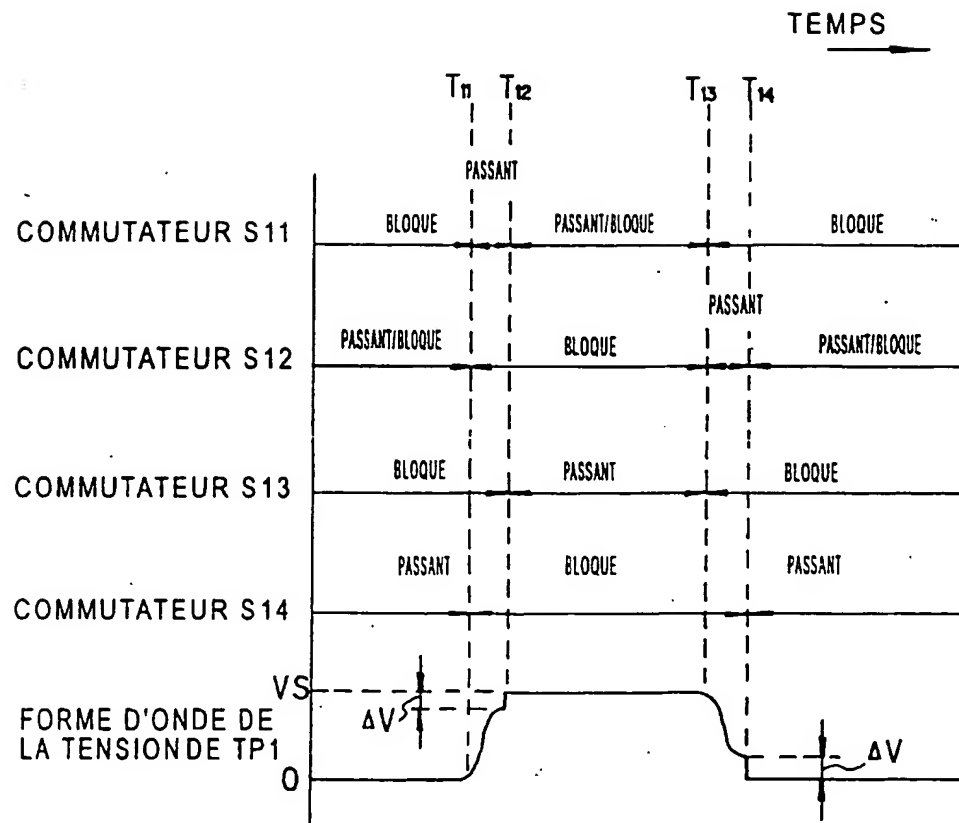 TEMPS
T11 T12 T13 T14
PASSANT
COMMUTATEUR S11 BLOQUE PASSANT/BLOQUE BLOQUE
PASSANT
COMMUTATEUR S12 PASSANT/BLOQUE BLOQUE PASSANT/BLOQUE
COMMUTATEUR S13 BLOQUE PASSANT BLOQUE
COMMUTATEUR S14 PASSANT BLOQUE PASSANT
VS
ΔV
FORME D'ONDE DE
LA TENSION DE TP1
ΔV
0